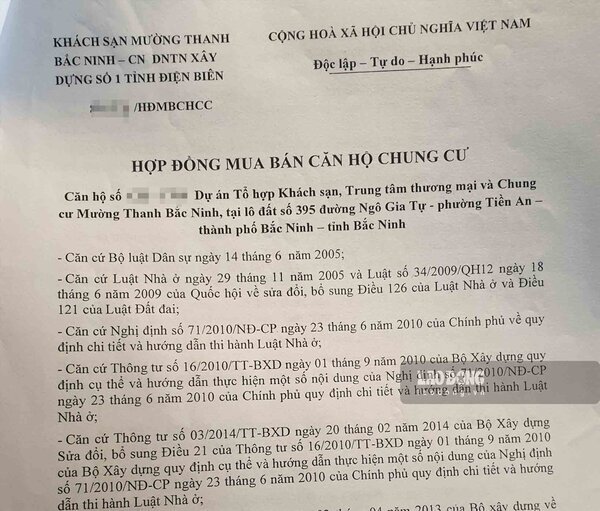 KHÁCH SẠN MƯỜNG THANH
BẮC NINH – CN DNTN XÂY
DỰNG SỐ 1 TỈNH ĐIỆN BIÊN
/HĐMBCHCC
CỘNG HOÀ XÃ HỘI CHỦ NGHĨA VIỆT NAM
Độc lập – Tự do – Hạnh phúc
HỢP ĐỒNG MUA BÁN CĂN HỘ CHUNG CƯ
Căn hộ số Dự án Tổ hợp Khách sạn, Trung tâm thương mại và Chung
cư Mường Thanh Bắc Ninh, tại lô đất số 395 đường Ngô Gia Tự - phường Tiền An –
thành phố Bắc Ninh – tỉnh Bắc Ninh
- Căn cứ Bộ luật Dân sự ngày 14 tháng 6 năm 2005;
- Căn cứ Luật Nhà ở ngày 29 tháng 11 năm 2005 và Luật số 34/2009/QH12 ngày 18
tháng 6 năm 2009 của Quốc hội về sửa đổi, bổ sung Điều 126 của Luật Nhà ở và Điều
121 của Luật Đất đai;
- Căn cứ Nghị định số 71/2010/NĐ-CP ngày 23 tháng 6 năm 2010 của Chính phủ về quy
định chi tiết và hướng dẫn thi hành Luật Nhà ở;
- Căn cứ Thông tư số 16/2010/TT-BXD ngày 01 tháng 9 năm 2010 của Bộ Xây dựng quy
định cụ thể và hướng dẫn thực hiện một số nội dung của Nghị định số 71/2010/NĐ-CP
ngày 23 tháng 6 năm 2010 của Chính phủ quy định chi tiết và hướng dẫn thi hành Luật
Nhà ở;
- Căn cứ Thông tư số 03/2014/TT-BXD ngày 20 tháng 02 năm 2014 của Bộ Xây dựng
Sửa đổi, bổ sung Điều 21 của Thông tư số 16/2010/TT-BXD ngày 01 tháng 9 năm 2010
của Bộ Xây dựng quy định cụ thể và hướng dẫn thực hiện một số nội dung của Nghị định
số 71/2010/NĐ-CP ngày 23 tháng 6 năm 2010 của Chính phủ quy định chi tiết và hướng
dẫn thi hành Luật Nhà ở;
04 năm 2013 của Bộ xây dựng về
LAO ĐỘNG